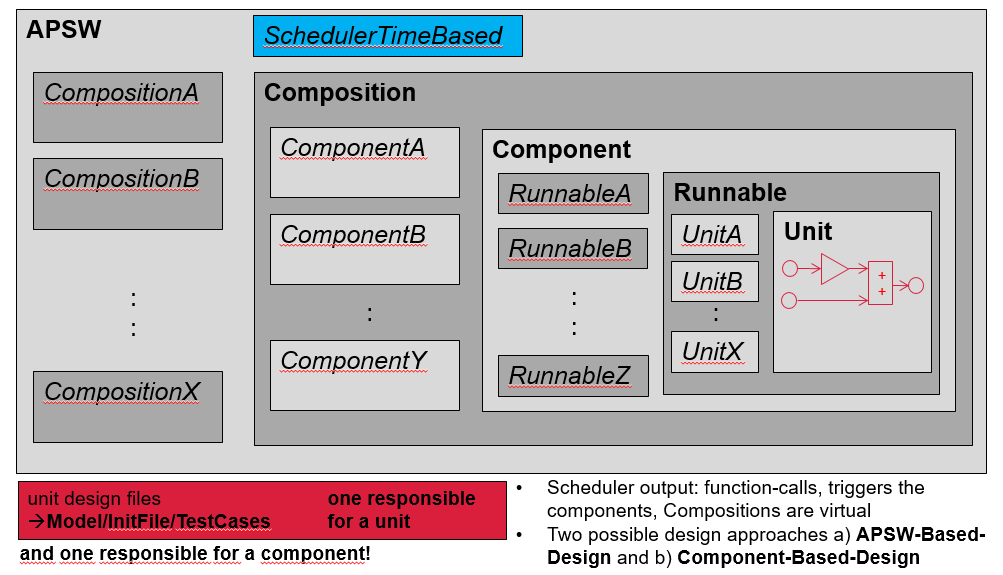 APSW
SchedulerTimeBased
CompositionA
CompositionB
:
:
CompositionX
Composition
ComponentA
ComponentB
:
ComponentY
Component
RunnableA
RunnableB
:
:
RunnableZ
Runnable
UnitA
UnitB
:
UnitX
Unit
+
+
unit design files
→Model/InitFile/TestCases
one responsible
for a unit
and one responsible for a component!
• Scheduler output: function-calls, triggers the
components, Compositions are virtual
• Two possible design approaches a) APSW-Based-
Design and b) Component-Based-Design